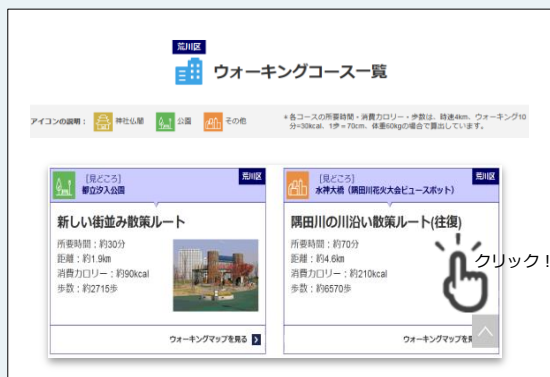 荒川区
ウォーキングコース一覧
アイコンの説明： 神社仏閣 公園 その他
＊各コースの所要時間・消費カロリー・歩数は、時速4km、ウォーキング10
分=30kcal、1歩＝70cm、体重60kgの場合で算出しています。
[見どころ]
都立汐入公園
荒川区
新しい街並み散策ルート
所要時間：約30分
距離：約1.9km
消費カロリー：約90kcal
歩数：約2715歩
ウォーキングマップを見る
[見どころ]
水神大橋（隅田川花火大会ビュースポット）
荒川区
隅田川の川沿い散策ルート(往復)
所要時間：約70分
距離：約4.6km
消費カロリー：約210kcal
歩数：約6570歩
クリック！
ウォーキングマップを見